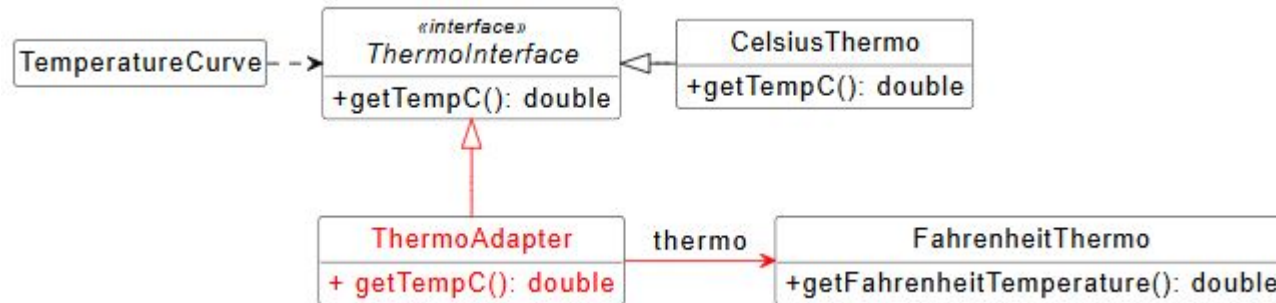 «interface»
TemperatureCurve
ThermoInterface
+getTempC(): double
CelsiusThermo
+getTempC(): double
ThermoAdapter
+ getTempC(): double
thermo
FahrenheitThermo
+getFahrenheitTemperature(): double